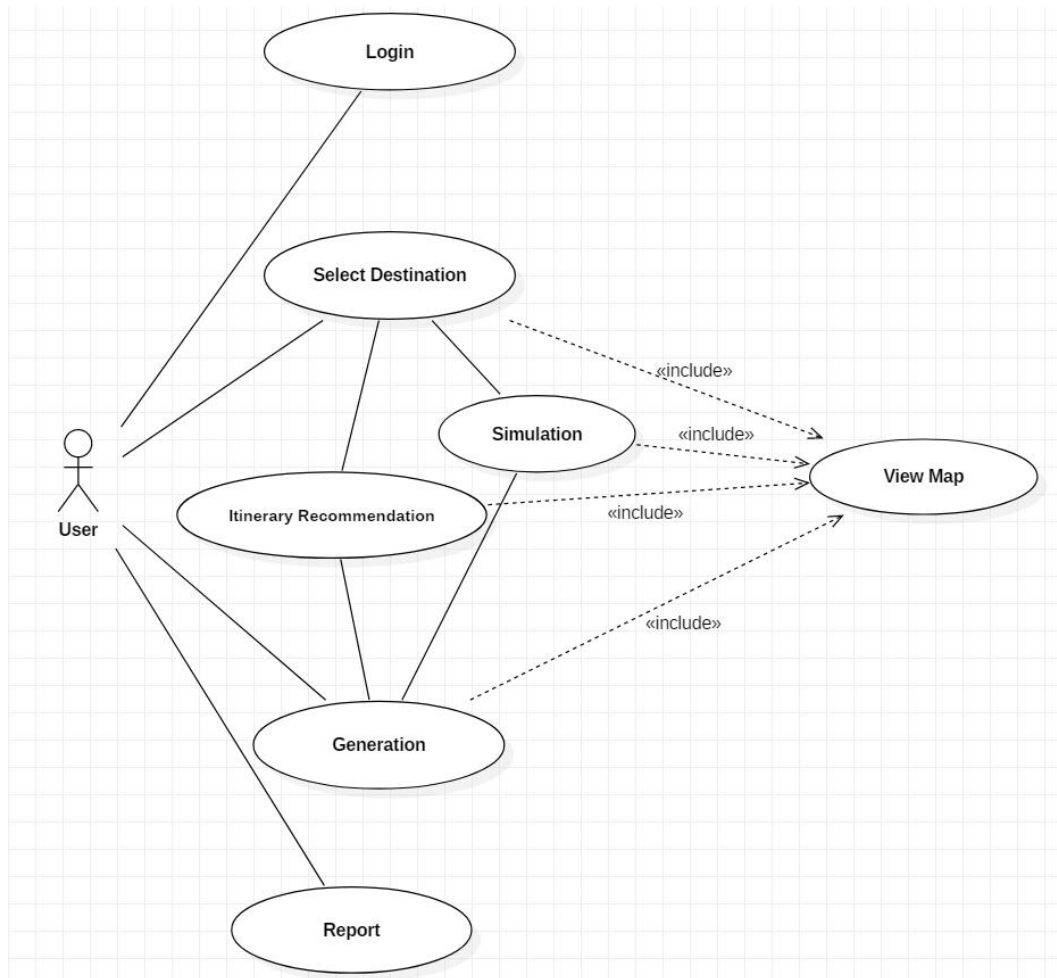 Login
Select Destination
«include»
Simulation
«include»
View Map
Itinerary Recommendation
«include»
User
«include»
Generation
Report